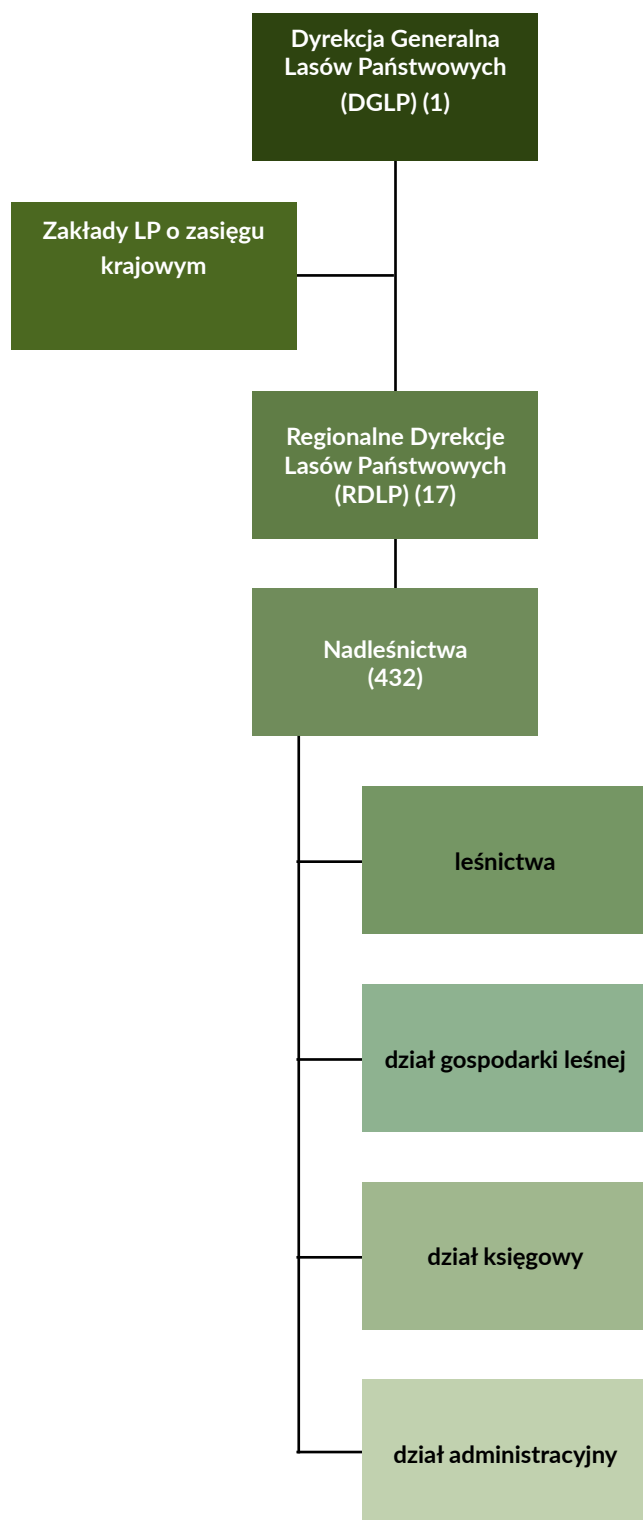 Dyrekcja Generalna
Lasów Państwowych
(DGLP) (1)
Zakłady LP o zasięgu
krajowym
Regionalne Dyrekcje
Lasów Państwowych
(RDLP) (17)
Nadleśnictwa
(432)
leśnictwa
dział gospodarki leśnej
dział księgowy
dział administracyjny